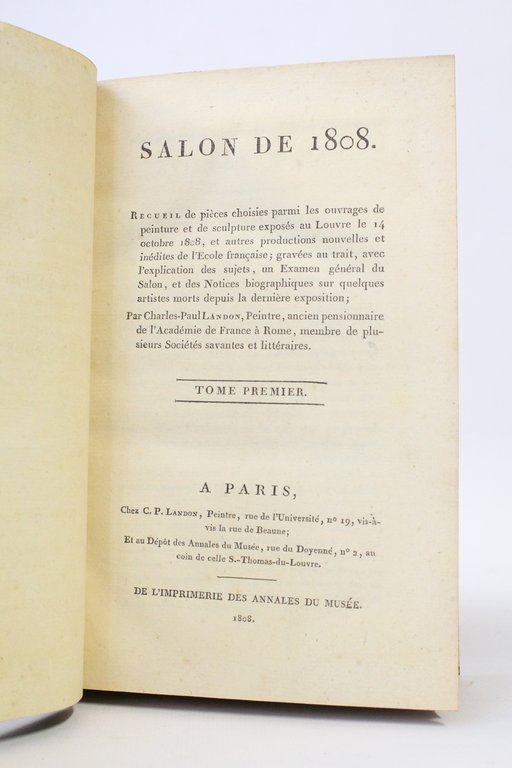 SALON DE 1808.
RECUEIL de pièces choisies parmi les ouvrages de
peinture et de sculpture exposés au Louvre le 14
octobre 1808, et autres productions nouvelles et
inédites de l'Ecole française; gravées au trait, avec
l'explication des sujets, un Examen général du
Salon, et des Notices biographiques sur quelques
artistes morts depuis la dernière exposition;
Par Charles-Paul LANDON, Peintre, ancien pensionnaire
de l'Académie de France à Rome, membre de plu-
sieurs Sociétés savantes et littéraires.
TOME PREMIER.
A PARIS,
Chez C. P. LANDON, Peintre, rue de l'Université, nº 19, vis-à-
vis la rue de Beaune;
Et au Dépôt des Annales du Musée, rue du Doyenné, nº 2, au
coin de celle S.-Thomas-du-Louvre.
DE L'IMPRIMERIE DES ANNALES DU MUSÉE.
1808.